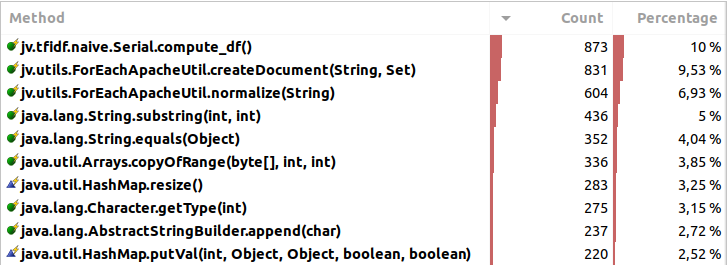 Method Count Percentage
jv.tfidf.naive.Serial.compute_df() 873 10 %
jv.utils.ForEachApacheUtil.createDocument(String, Set) 831 9,53 %
jv.utils.ForEachApacheUtil.normalize(String) 604 6,93 %
java.lang.String.substring(int, int) 436 5 %
java.lang.String.equals(Object) 352 4,04 %
java.util.Arrays.copyOfRange(byte[], int, int) 336 3,85 %
java.util.HashMap.resize() 283 3,25 %
java.lang.Character.getType(int) 275 3,15 %
java.lang.AbstractStringBuilder.append(char) 237 2,72 %
java.util.HashMap.putVal(int, Object, Object, boolean, boolean) 220 2,52 %